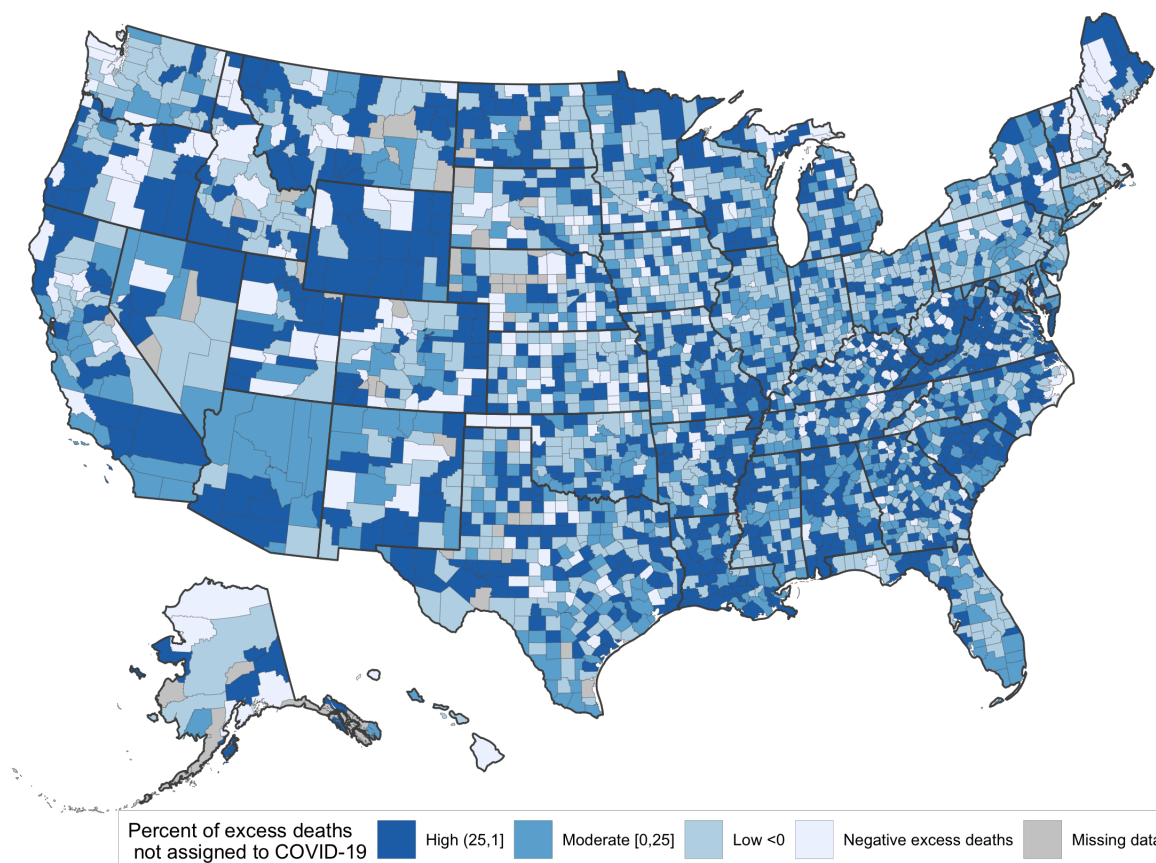 Percent of excess deaths
not assigned to COVID-19
High (25,1]
Moderate [0,25]
Low <0
Negative excess deaths
Missing data